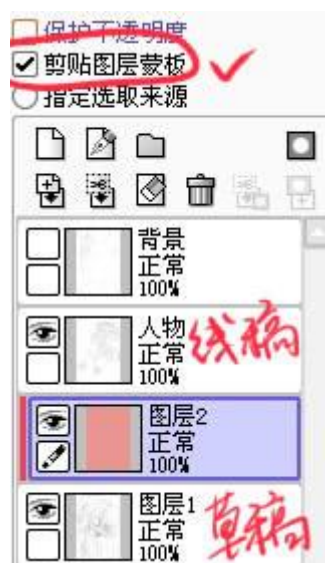 保护不透明度
剪贴图层蒙板
指定选取来源
背景
正常
100%
人物
正常
100%
线稿
图层2
正常
100%
图层1
正常
100%
草稿